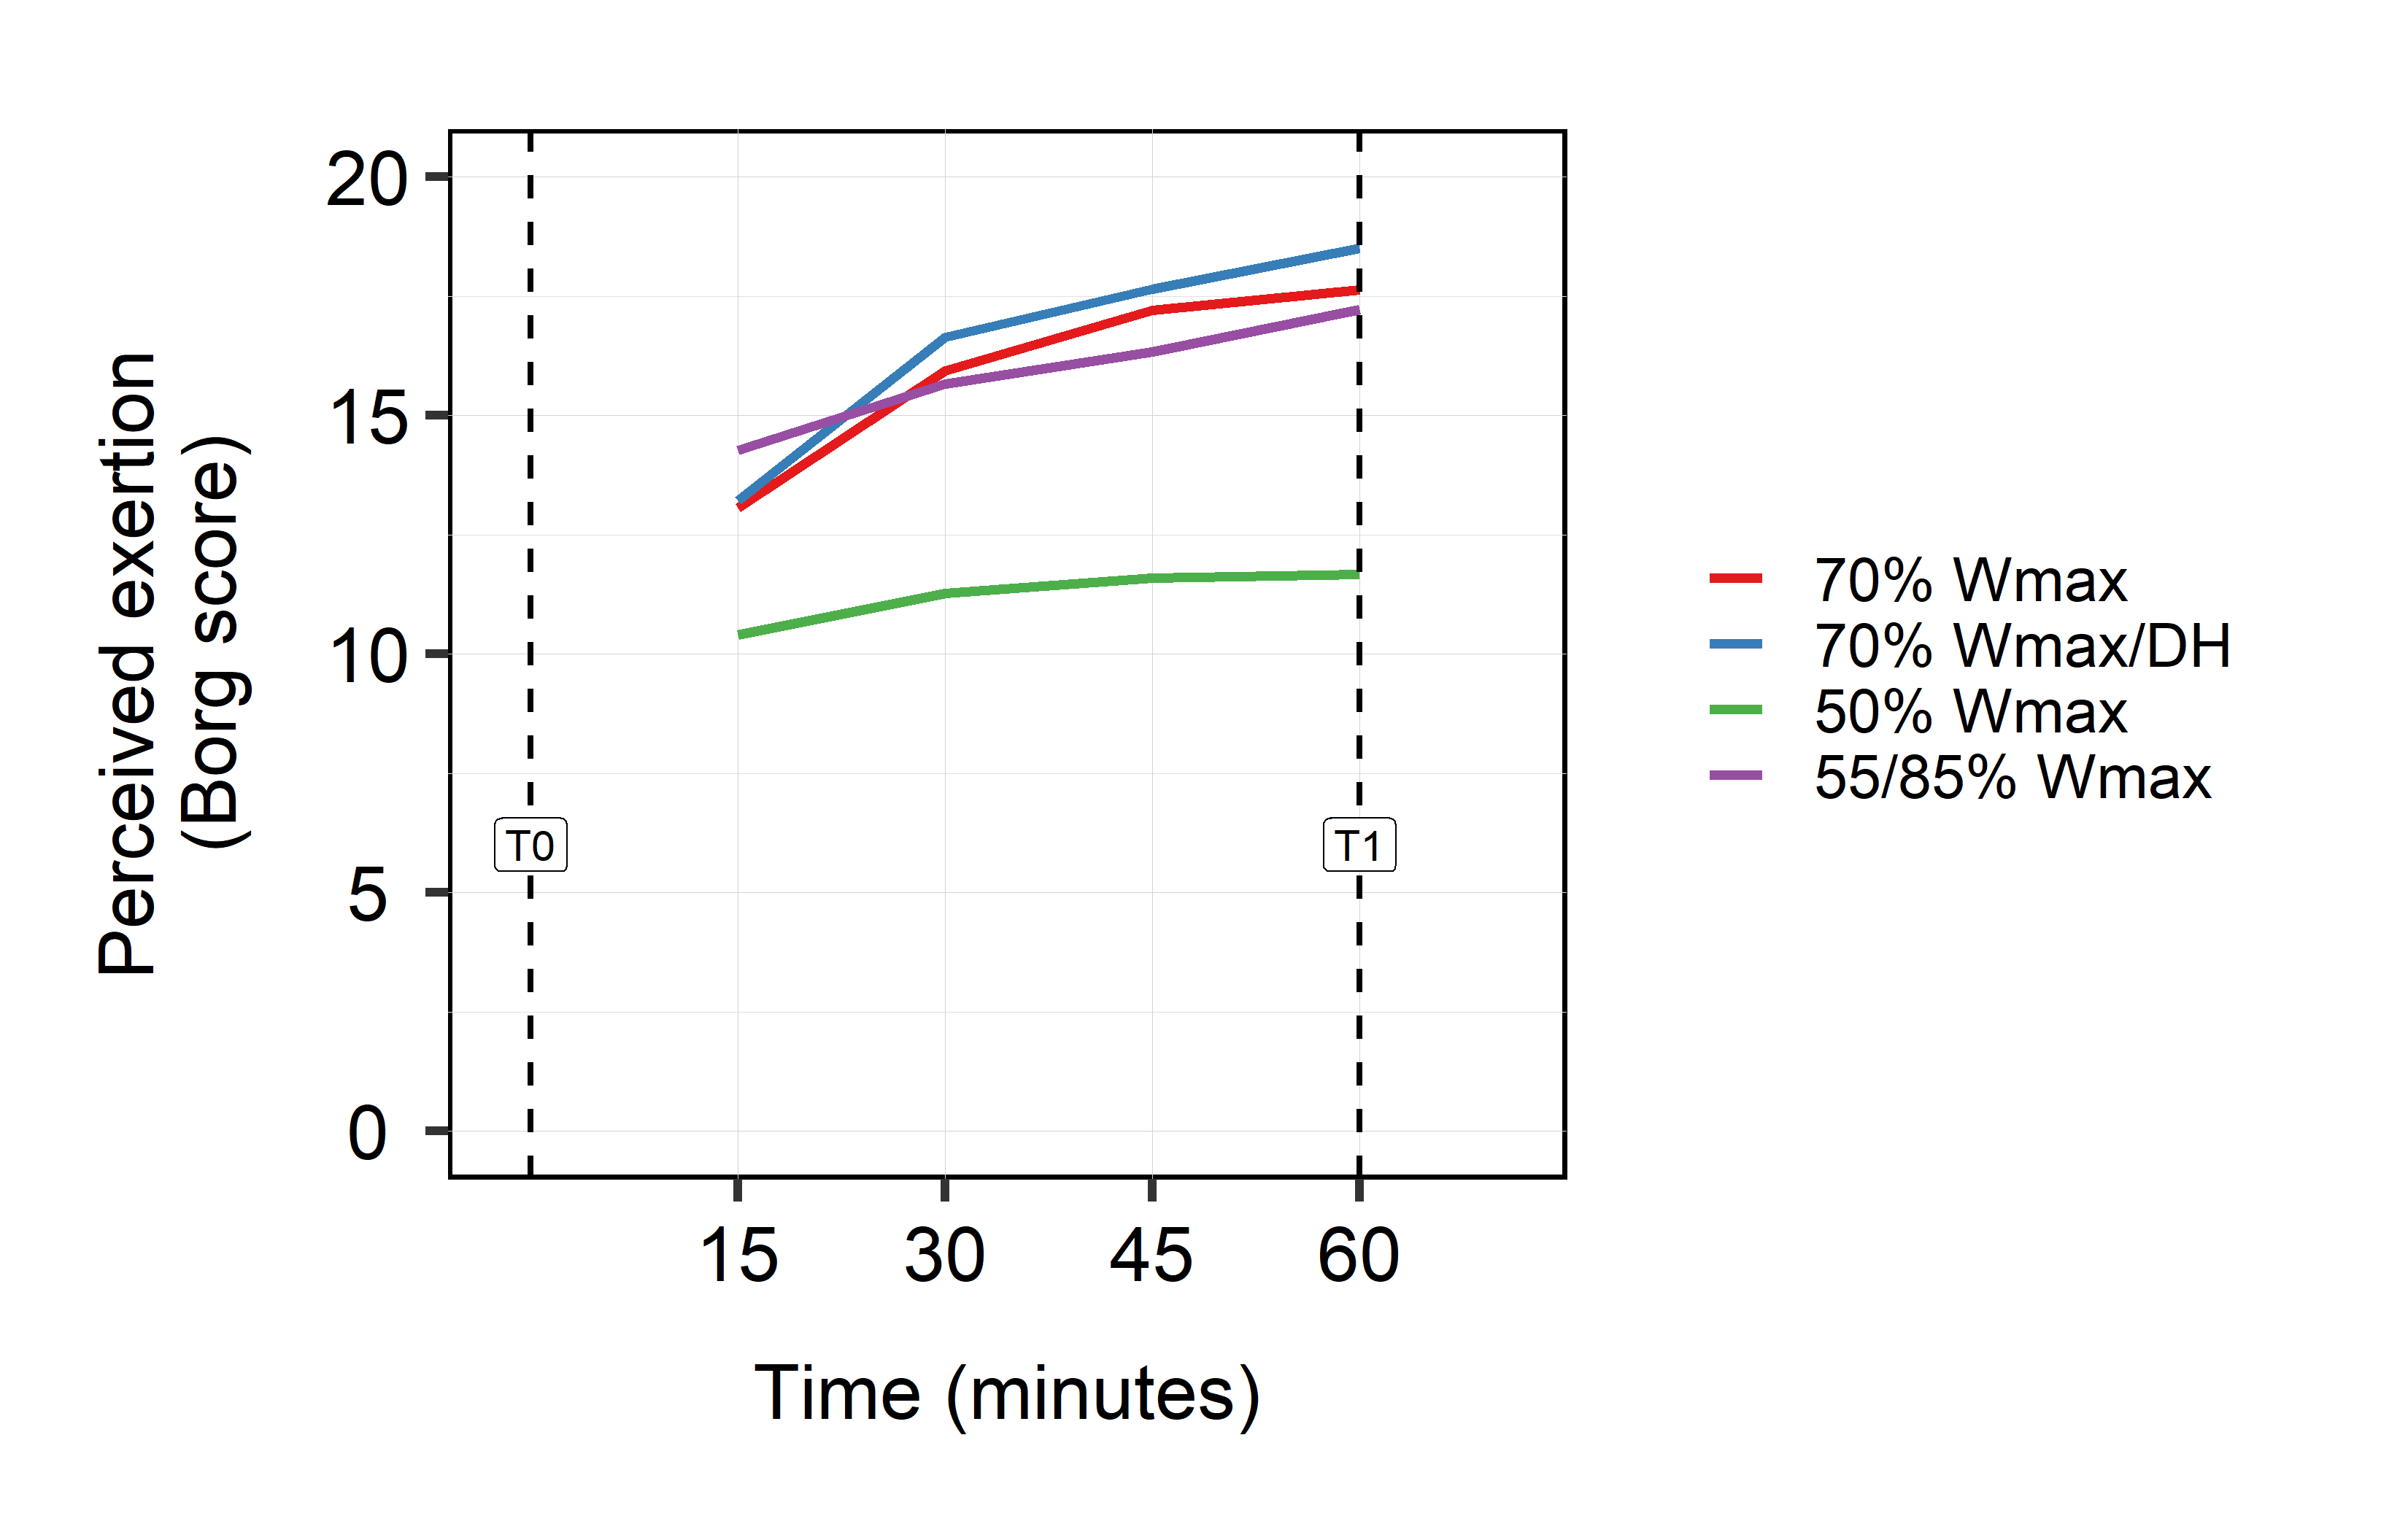 Perceived exertion
(Borg score)
20
15
10
5
0
T0
T1
15
30
45
60
Time (minutes)
70% Wmax
70% Wmax/DH
50% Wmax
55/85% Wmax